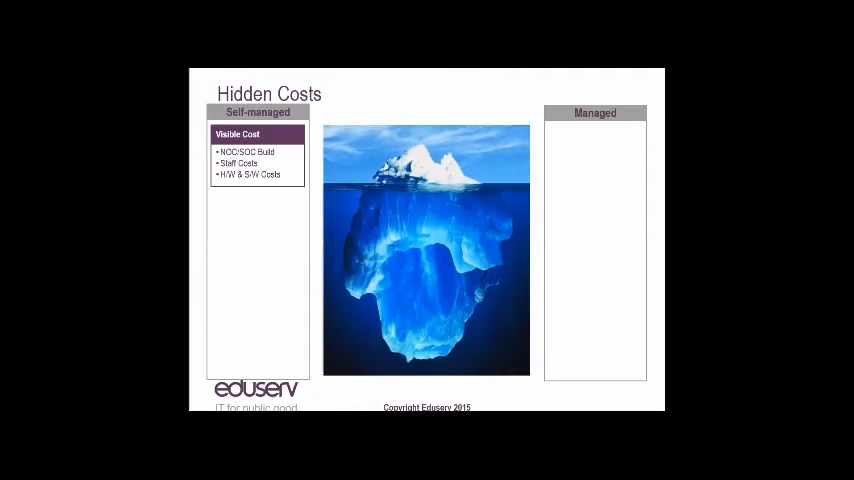 Hidden Costs
Self-managed
Visible Cost
• NOC/SOC Build
• Staff Costs
• H/W & S/W Costs
Managed
eduserv
IT for public good
Copyright Eduserv 2015